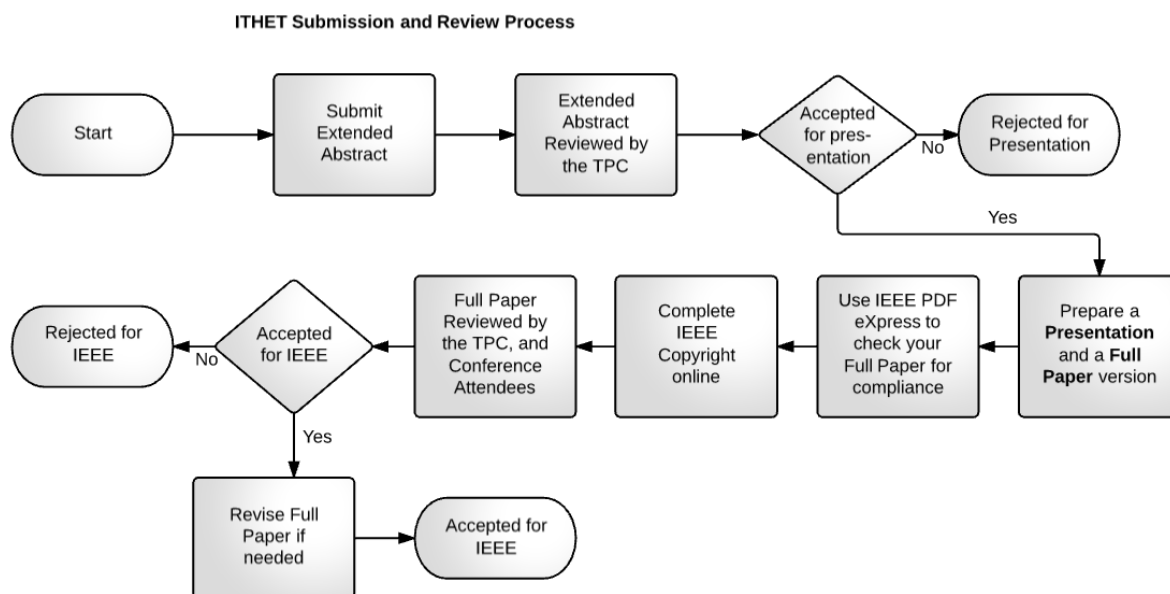 ITHET Submission and Review Process
Start
Submit
Extended
Abstract
Extended
Abstract
Reviewed by
the TPC
Accepted
for pres-
entation
No
Rejected for
Presentation
Yes
Prepare a
Presentation
and a Full
Paper version
Use IEEE PDF
eXpress to
check your
Full Paper for
compliance
Complete
IEEE
Copyright
online
Full Paper
Reviewed by
the TPC, and
Conference
Attendees
Accepted
for IEEE
No
Rejected for
IEEE
Yes
Revise Full
Paper if
needed
Accepted for
IEEE